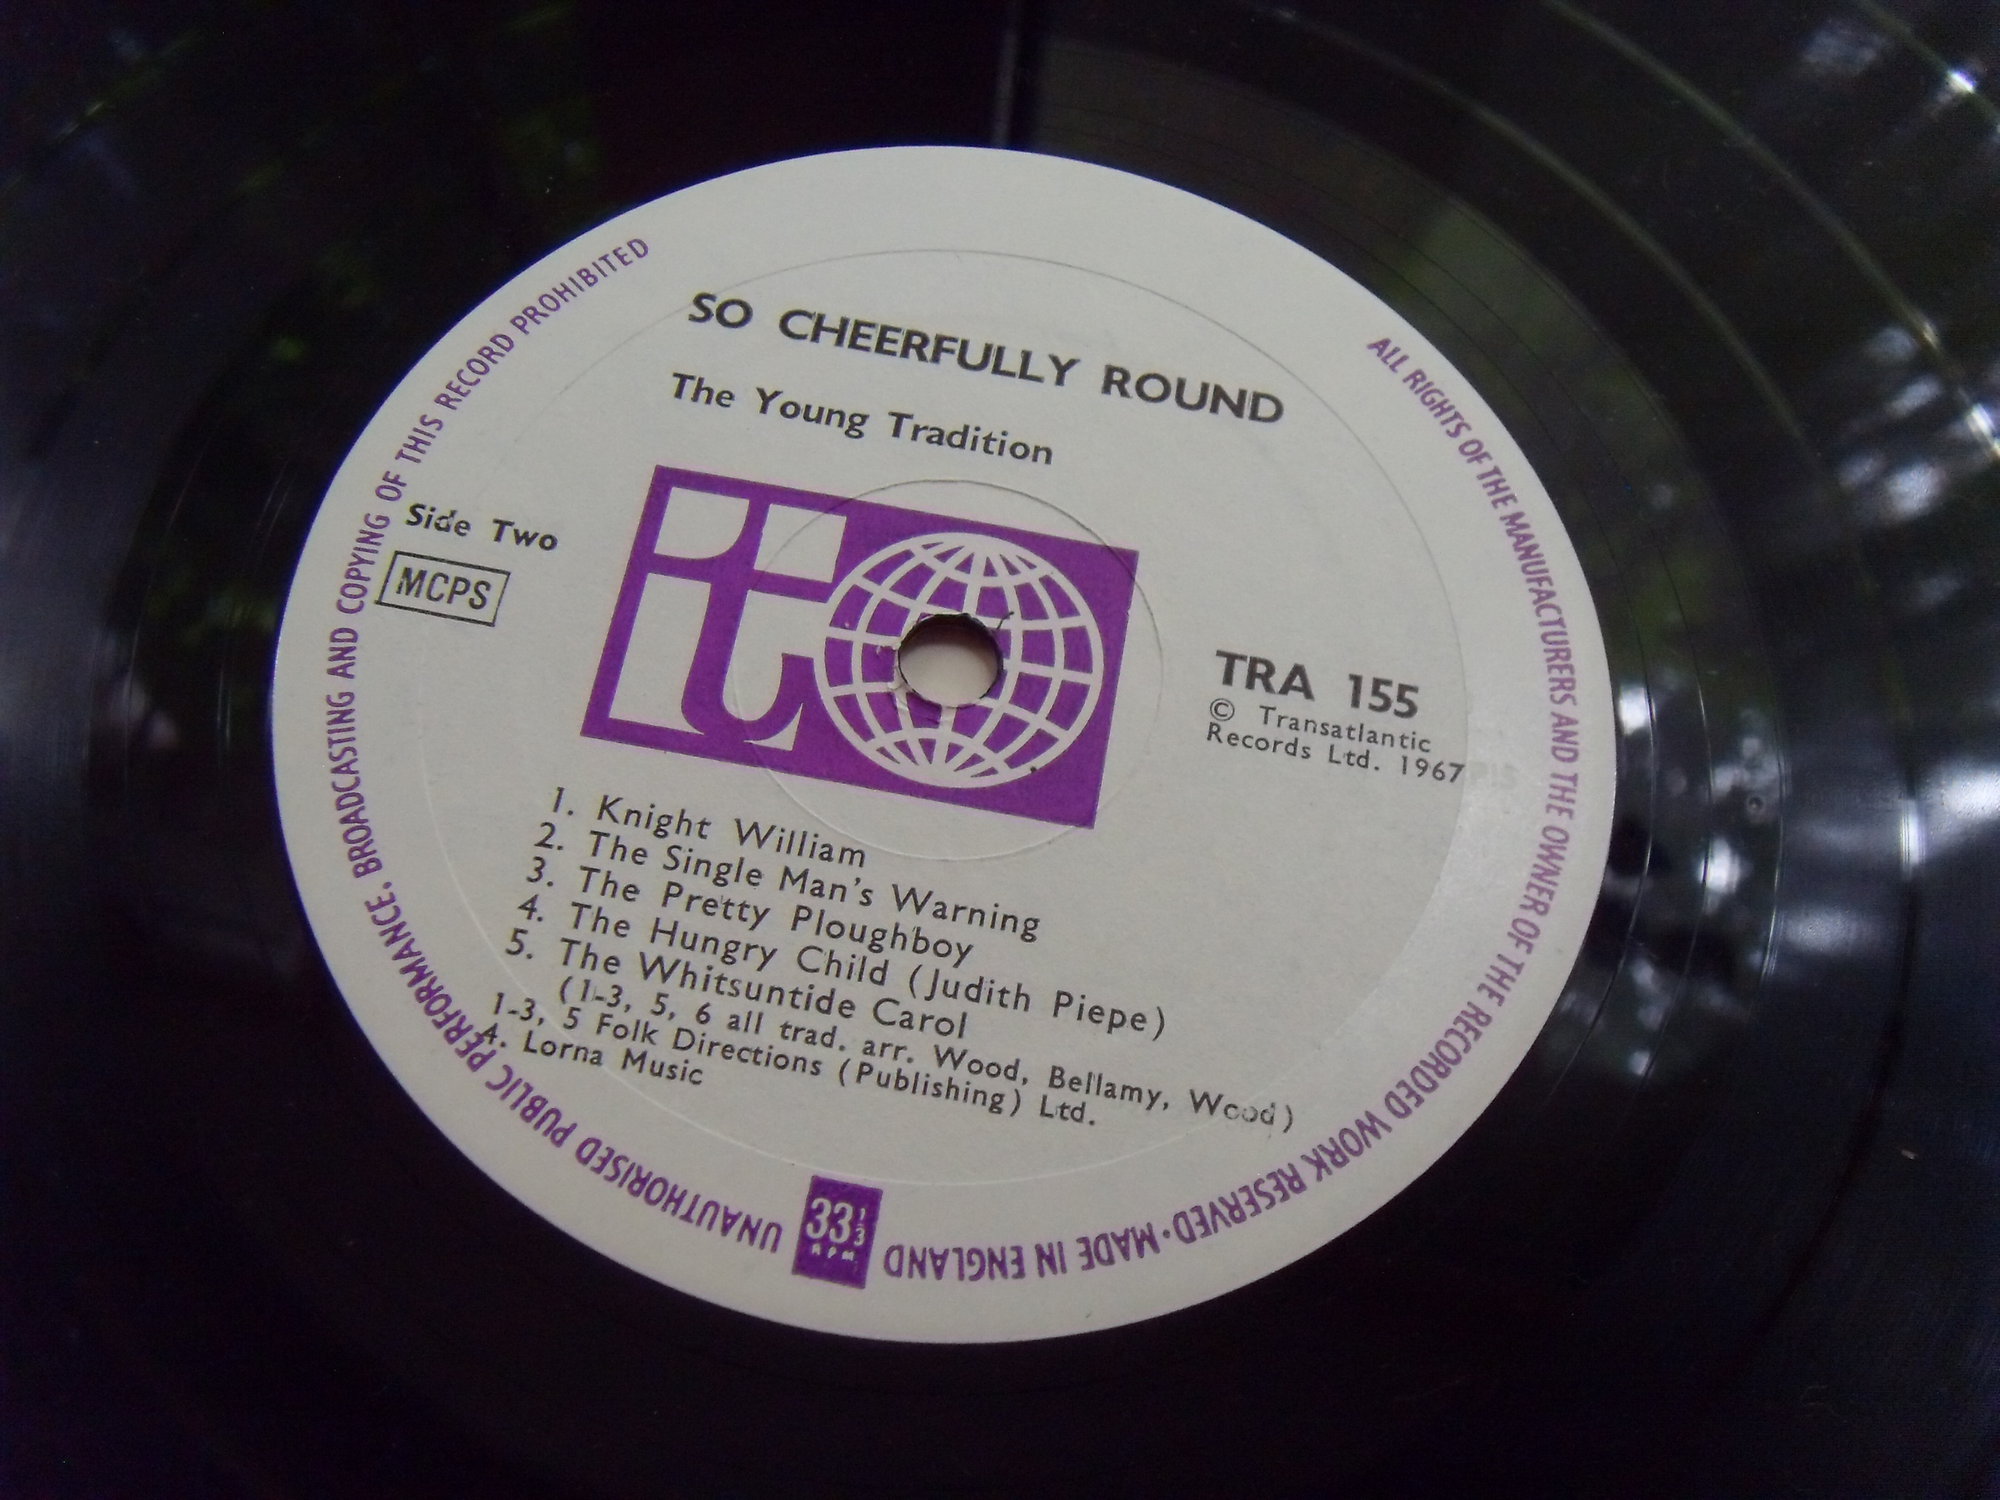 SO CHEERFULLY ROUND
The Young Tradition
Side Two
MCPS
it
TRA 155
© Transatlantic
Records Ltd. 1967
1. Knight William
2. The Single Man's Warning
3. The Pretty Ploughboy
4. The Hungry Child (Judith Piepe)
5. The Whitsuntide Carol
(1-3, 5, 6 all trad. arr. Wood, Bellamy, Wood)
1-3, 5 Folk Directions (Publishing) Ltd.
4. Lorna Music
33 1/3
RPM
ALL RIGHTS OF THE MANUFACTURERS AND THE OWNER OF THE RECORDED WORK RESERVED · MADE IN ENGLAND
UNAUTHORISED PUBLIC PERFORMANCE, BROADCASTING AND COPYING OF THIS RECORD PROHIBITED